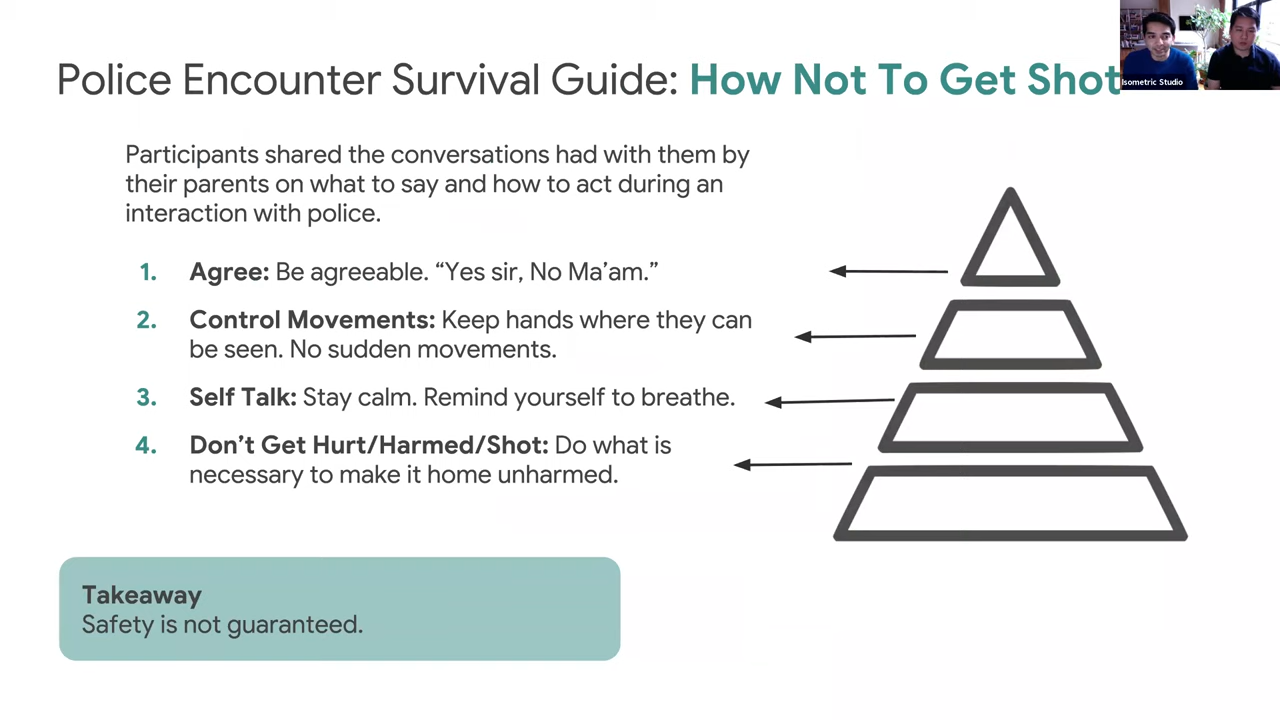 Police Encounter Survival Guide: How Not To Get Shot
Isometric Studio
Participants shared the conversations had with them by
their parents on what to say and how to act during an
interaction with police.
1. Agree: Be agreeable. “Yes sir, No Ma’am.”
2. Control Movements: Keep hands where they can
be seen. No sudden movements.
3. Self Talk: Stay calm. Remind yourself to breathe.
4. Don’t Get Hurt/Harmed/Shot: Do what is
necessary to make it home unharmed.
Takeaway
Safety is not guaranteed.